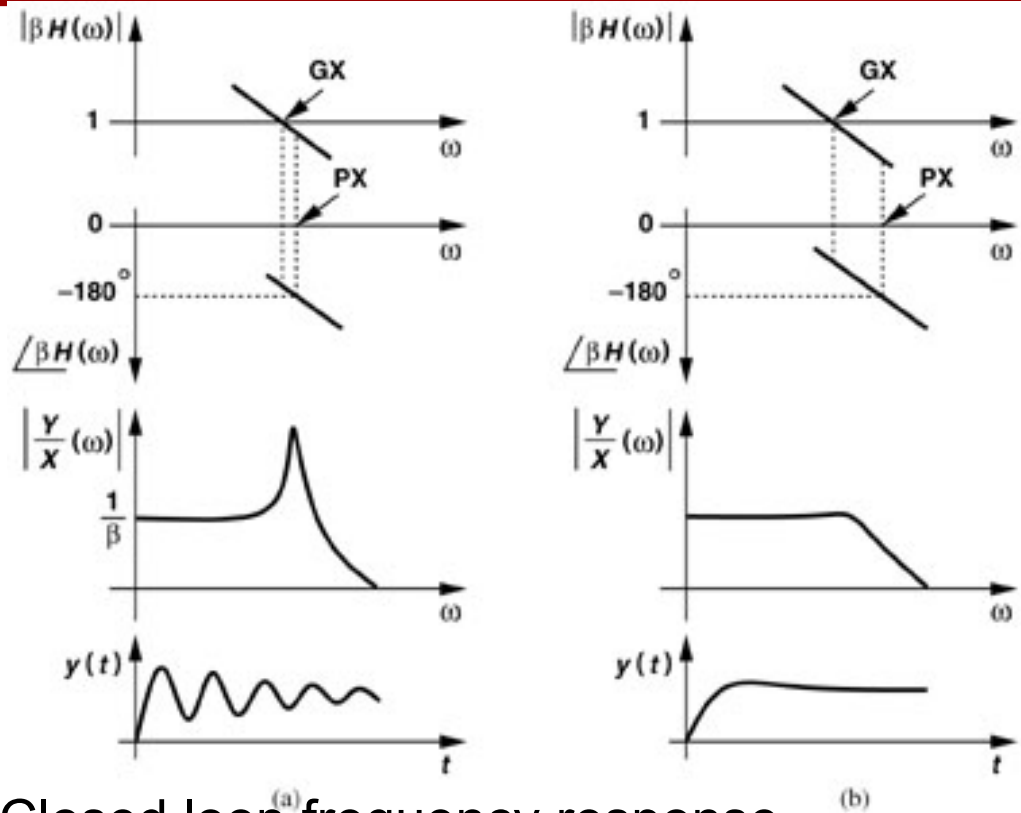 |βH(ω)|
GX
1
ω
PX
0
ω
−180°
∠βH(ω)
|Y/X (ω)|
1/β
ω
y(t)
t
(a)
|βH(ω)|
GX
1
ω
PX
0
ω
−180°
∠βH(ω)
|Y/X (ω)|
ω
y(t)
t
(b)
Closed-loop frequency response